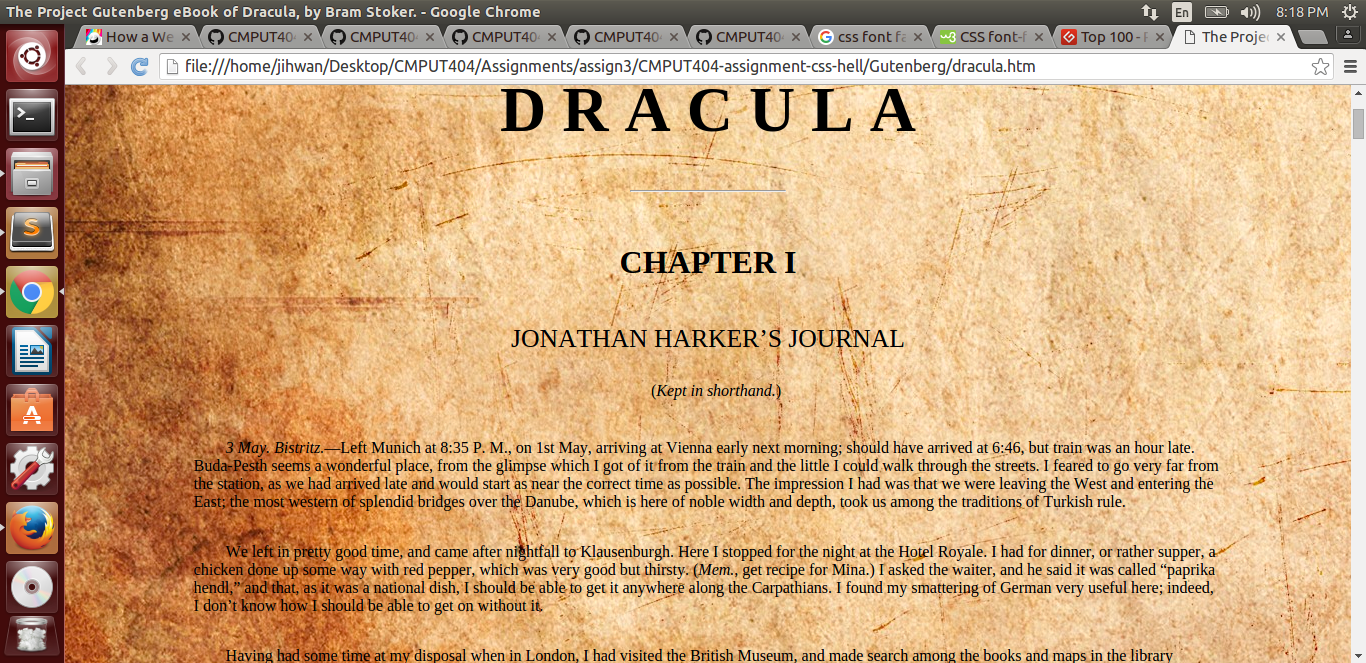 The Project Gutenberg eBook of Dracula, by Bram Stoker. - Google Chrome
En
8:18 PM
How a We
CMPUT404
CMPUT404
CMPUT404
CMPUT404
CMPUT404
css font fa
CSS font-f
Top 100 - P
The Proje
file:///home/jihwan/Desktop/CMPUT404/Assignments/assign3/CMPUT404-assignment-css-hell/Gutenberg/dracula.htm
D R A C U L A
CHAPTER I
JONATHAN HARKER’S JOURNAL
(Kept in shorthand.)
3 May. Bistritz.—Left Munich at 8:35 P. M., on 1st May, arriving at Vienna early next morning; should have arrived at 6:46, but train was an hour late.
Buda-Pesth seems a wonderful place, from the glimpse which I got of it from the train and the little I could walk through the streets. I feared to go very far from
the station, as we had arrived late and would start as near the correct time as possible. The impression I had was that we were leaving the West and entering the
East; the most western of splendid bridges over the Danube, which is here of noble width and depth, took us among the traditions of Turkish rule.
We left in pretty good time, and came after nightfall to Klausenburgh. Here I stopped for the night at the Hotel Royale. I had for dinner, or rather supper, a
chicken done up some way with red pepper, which was very good but thirsty. (Mem., get recipe for Mina.) I asked the waiter, and he said it was called “paprika
hendl,” and that, as it was a national dish, I should be able to get it anywhere along the Carpathians. I found my smattering of German very useful here; indeed,
I don’t know how I should be able to get on without it.
Having had some time at my disposal when in London, I had visited the British Museum, and made search among the books and maps in the library